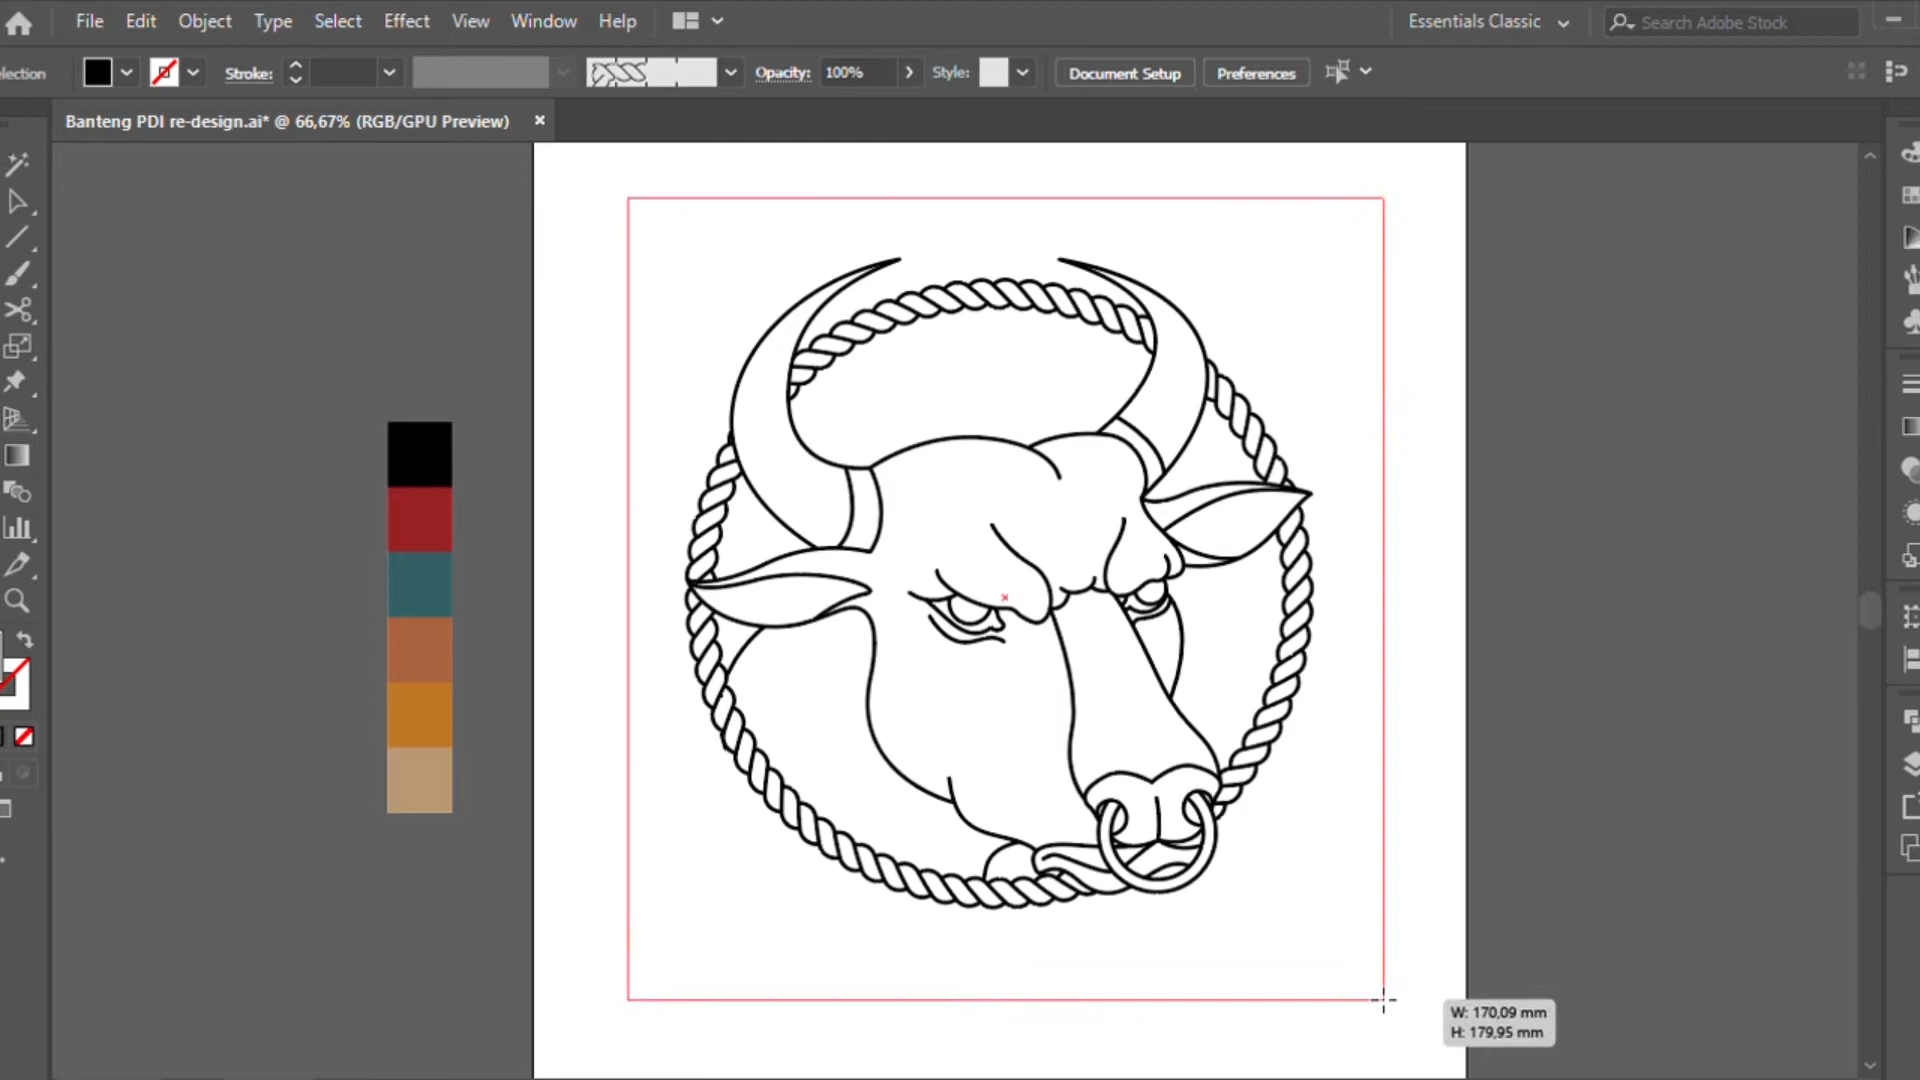 File Edit Object Type Select Effect View Window Help Essentials Classic Search Adobe Stock
election Stroke: Opacity: 100% Style: Document Setup Preferences
Banteng PDI re-design.ai* @ 66,67% (RGB/GPU Preview) ×
W: 170,09 mm
H: 179,95 mm